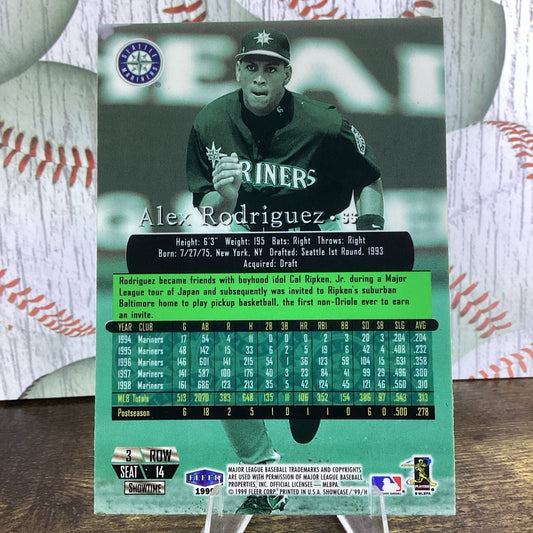 SEATTLE
MARINERS
RINERS
Alex Rodriguez • SS
Height: 6'3" Weight: 195 Bats: Right Throws: Right
Born: 7/27/75, New York, NY Drafted: Seattle 1st Round, 1993
Acquired: Draft
Rodriguez became friends with boyhood idol Cal Ripken, Jr. during a Major
League tour of Japan and subsequently was invited to Ripken's suburban
Baltimore home to play pickup basketball, the first non-Oriole ever to earn
an invite.
YEAR CLUB G AB R H 2B 3B HR RBI BB SO SB SLG AVG
1994 Mariners 17 54 4 11 0 0 0 2 3 20 3 .204 .204
1995 Mariners 48 142 15 33 6 2 5 19 6 42 4 .408 .232
1996 Mariners 146 601 141 215 54 1 36 123 59 104 15 .631 .358
1997 Mariners 141 587 100 176 40 3 23 84 41 99 29 .496 .300
1998 Mariners 161 686 123 213 35 5 42 124 45 121 46 .560 .310
MLB Totals 513 2070 383 648 135 11 106 352 154 386 97 .543 .313
Postseason 6 18 2 5 1 0 1 1 0 6 0 .500 .278
3 ROW
SEAT 14
SHOWTIME
FLEER
1999
MAJOR LEAGUE BASEBALL TRADEMARKS AND COPYRIGHTS
ARE USED WITH PERMISSION OF MAJOR LEAGUE BASEBALL
PROPERTIES, INC. OFFICIAL LICENSEE — MLBPA
© 1999 FLEER CORP. PRINTED IN U.S.A. SHOWCASE/'99/H
MLBPA